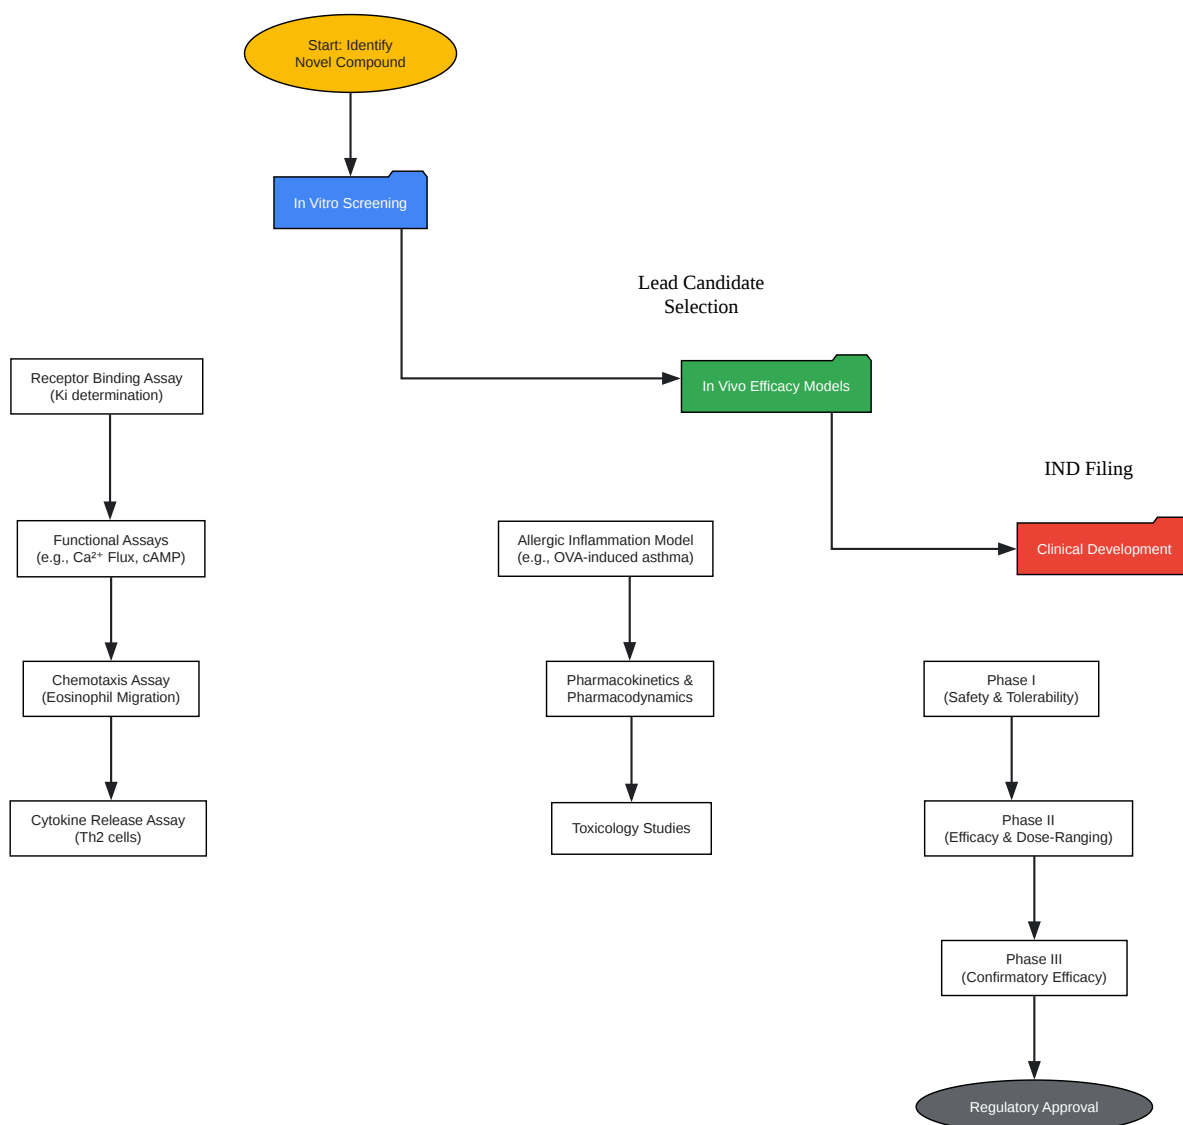 Start: Identify
Novel Compound
In Vitro Screening
Lead Candidate
Selection
Receptor Binding Assay
(Ki determination)
In Vivo Efficacy Models
IND Filing
Functional Assays
(e.g., Ca²⁺ Flux, cAMP)
Allergic Inflammation Model
(e.g., OVA-induced asthma)
Clinical Development
Chemotaxis Assay
(Eosinophil Migration)
Pharmacokinetics &
Pharmacodynamics
Phase I
(Safety & Tolerability)
Cytokine Release Assay
(Th2 cells)
Toxicology Studies
Phase II
(Efficacy & Dose-Ranging)
Phase III
(Confirmatory Efficacy)
Regulatory Approval